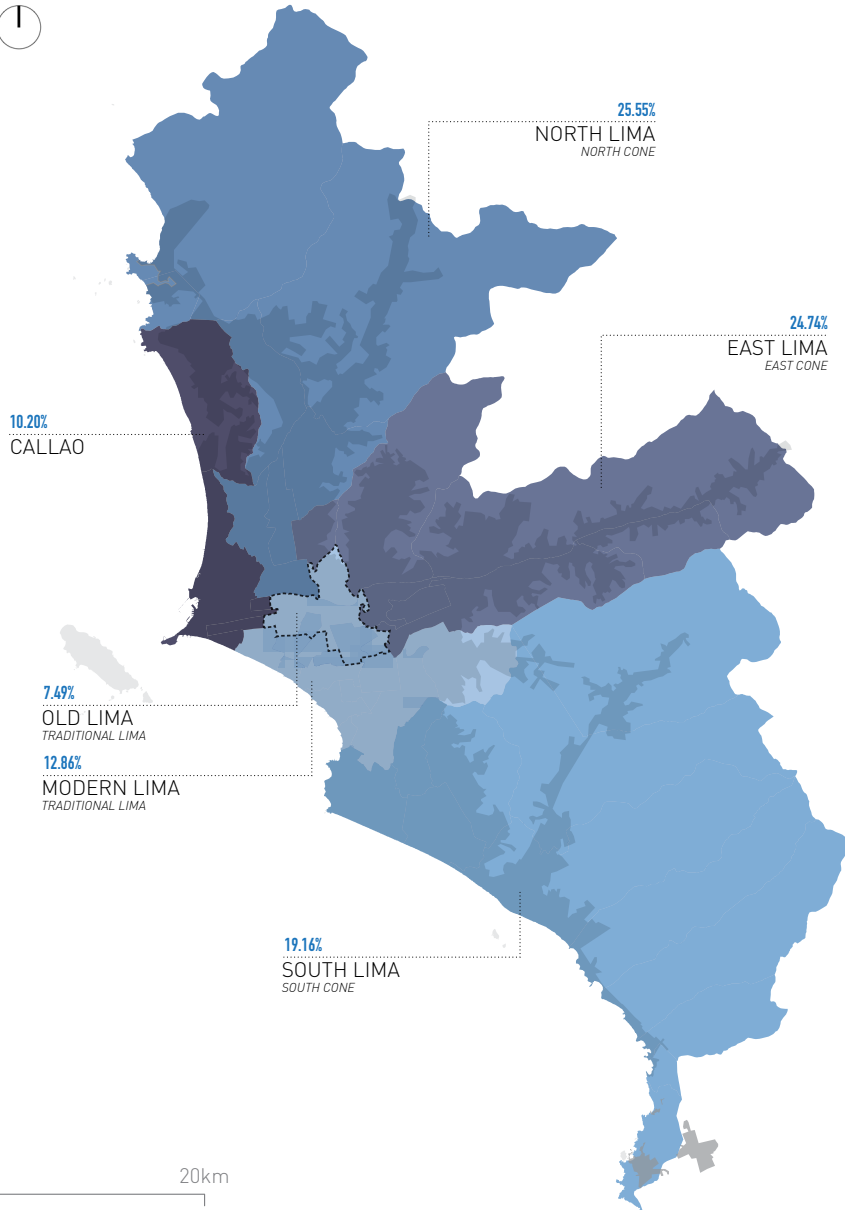 25.55%
NORTH LIMA
NORTH CONE
24.74%
EAST LIMA
EAST CONE
10.20%
CALLAO
7.49%
OLD LIMA
TRADITIONAL LIMA
12.86%
MODERN LIMA
TRADITIONAL LIMA
19.16%
SOUTH LIMA
SOUTH CONE
20km